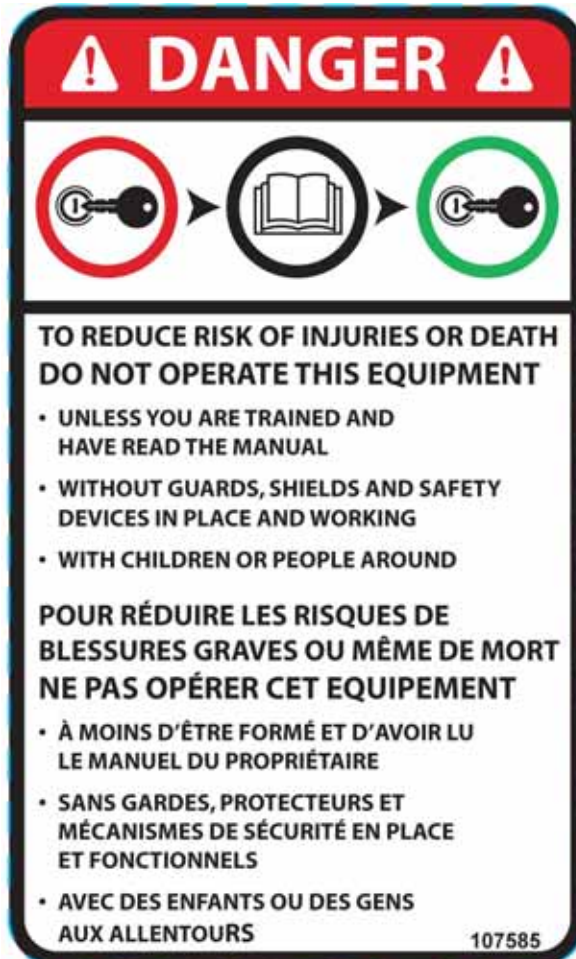 DANGER
TO REDUCE RISK OF INJURIES OR DEATH
DO NOT OPERATE THIS EQUIPMENT
• UNLESS YOU ARE TRAINED AND
HAVE READ THE MANUAL
• WITHOUT GUARDS, SHIELDS AND SAFETY
DEVICES IN PLACE AND WORKING
• WITH CHILDREN OR PEOPLE AROUND
POUR RÉDUIRE LES RISQUES DE
BLESSURES GRAVES OU MÊME DE MORT
NE PAS OPÉRER CET EQUIPEMENT
• À MOINS D'ÊTRE FORMÉ ET D'AVOIR LU
LE MANUEL DU PROPRIÉTAIRE
• SANS GARDES, PROTECTEURS ET
MÉCANISMES DE SÉCURITÉ EN PLACE
ET FONCTIONNELS
• AVEC DES ENFANTS OU DES GENS
AUX ALLENTOURS
107585